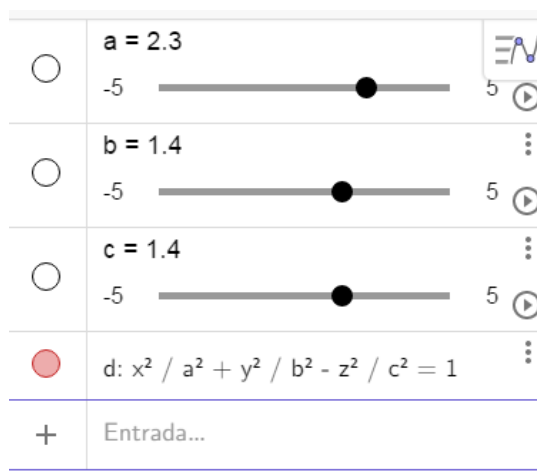 a = 2.3
-5 5
b = 1.4
-5 5
c = 1.4
-5 5
d: x² / a² + y² / b² - z² / c² = 1
+ Entrada...